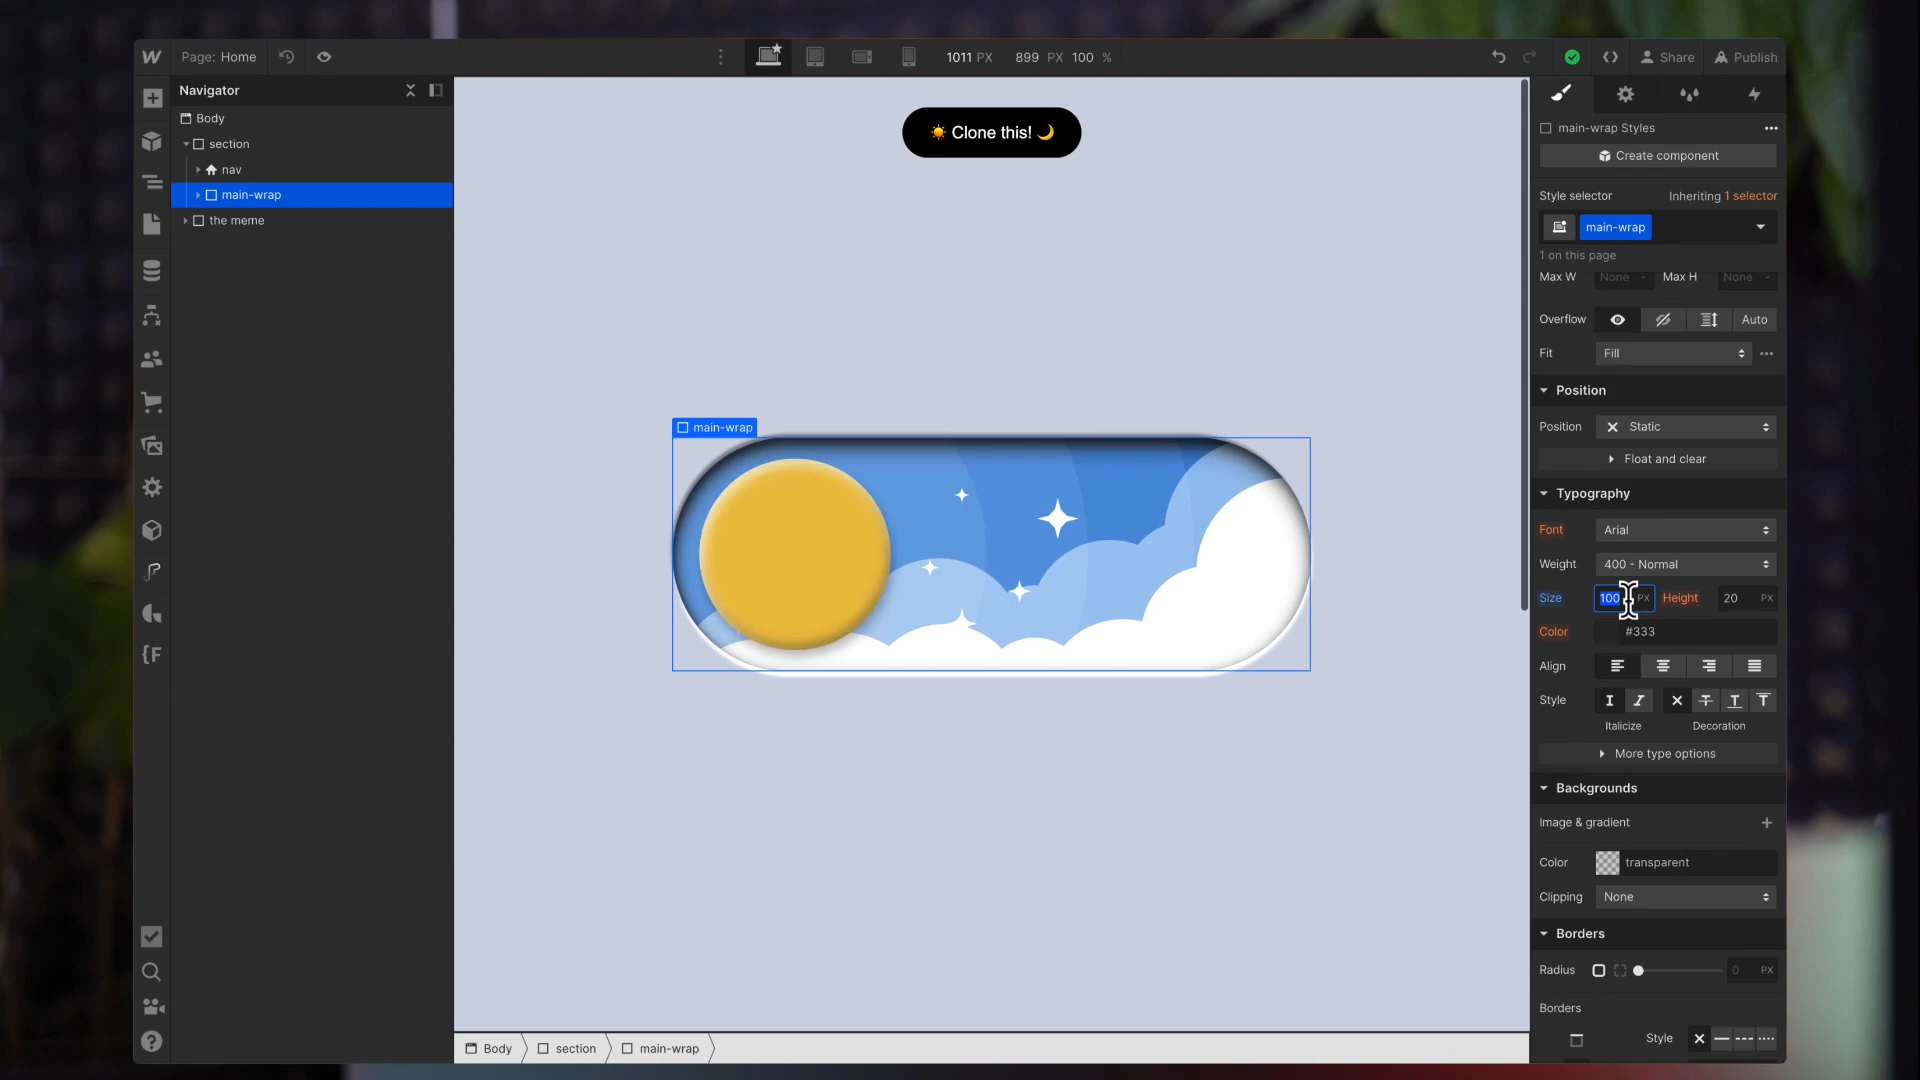 Page: Home
1011 PX 899 PX 100 %
Share
Publish
Navigator
Body
section
nav
main-wrap
the meme
Clone this!
main-wrap
main-wrap Styles
Create component
Style selector
Inheriting 1 selector
main-wrap
1 on this page
Max W None -
Max H None -
Overflow
Auto
Fit
Fill
Position
Position
Static
Float and clear
Typography
Font
Arial
Weight
400 - Normal
Size
100 PX
Height
20 PX
Color
#333
Align
Style
Italicize
Decoration
More type options
Backgrounds
Image & gradient
Color
transparent
Clipping
None
Borders
Radius
0 PX
Borders
Style
Body
section
main-wrap